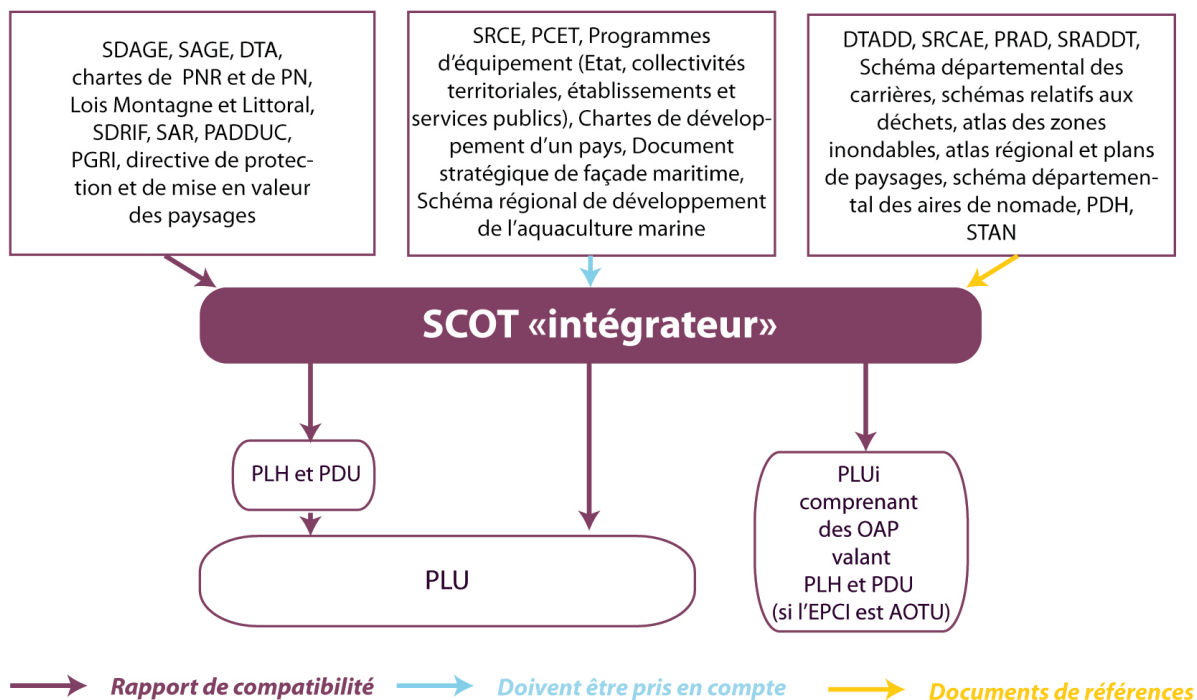 SDAGE, SAGE, DTA,
chartes de PNR et de PN,
Lois Montagne et Littoral,
SDRIF, SAR, PADDUC,
PGRI, directive de protec-
tion et de mise en valeur
des paysages
SRCE, PCET, Programmes
d'équipement (Etat, collectivités
territoriales, établissements et
services publics), Chartes de dévelop-
pement d'un pays, Document
stratégique de façade maritime,
Schéma régional de développement
de l'aquaculture marine
DTADD, SRCAE, PRAD, SRADDT,
Schéma départemental des
carrières, schémas relatifs aux
déchets, atlas des zones
inondables, atlas régional et plans
de paysages, schéma départemen-
tal des aires de nomade, PDH,
STAN
SCOT «intégrateur»
PLH et PDU
PLU
PLUi
comprenant
des OAP
valant
PLH et PDU
(si l'EPCI est AOTU)
Rapport de compatibilité
Doivent être pris en compte
Documents de références